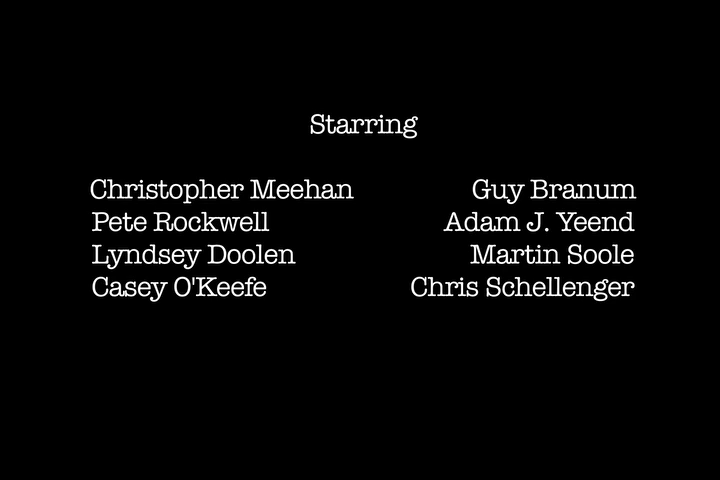 Starring
Christopher Meehan Guy Branum
Pete Rockwell Adam J. Yeend
Lyndsey Doolen Martin Soole
Casey O'Keefe Chris Schellenger